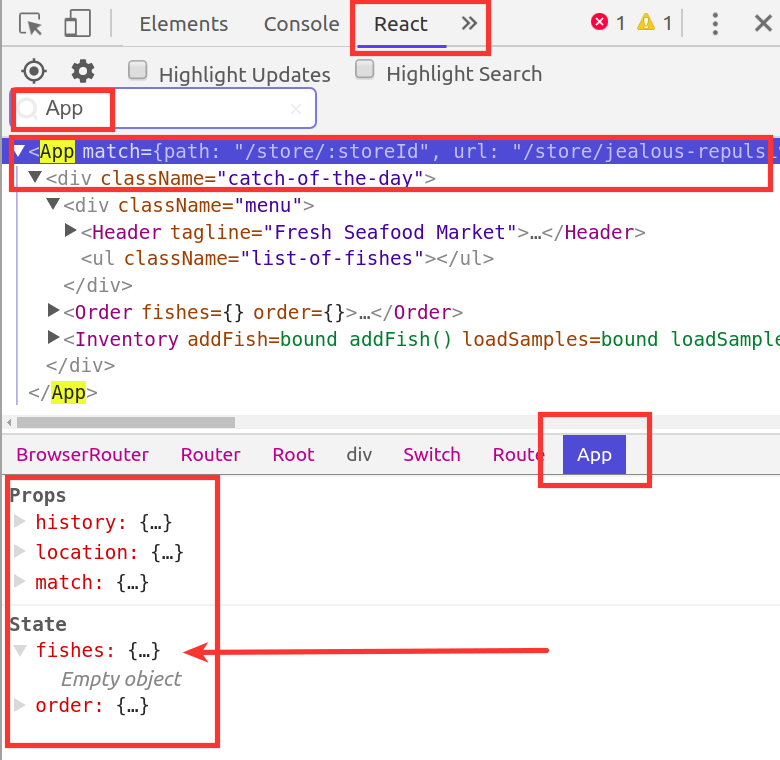 Elements Console React » 1 1
Highlight Updates Highlight Search
App ×
▼<App match={path: "/store/:storeId", url: "/store/jealous-repulsi
▼<div className="catch-of-the-day">
▼<div className="menu">
▶<Header tagline="Fresh Seafood Market">…</Header>
<ul className="list-of-fishes"></ul>
</div>
▶<Order fishes={} order={}>…</Order>
▶<Inventory addFish=bound addFish() loadSamples=bound loadSample
</div>
</App>
BrowserRouter Router Root div Switch Route App
Props
▶ history: {…}
▶ location: {…}
▶ match: {…}
State
▼ fishes: {…}
Empty object
▶ order: {…}